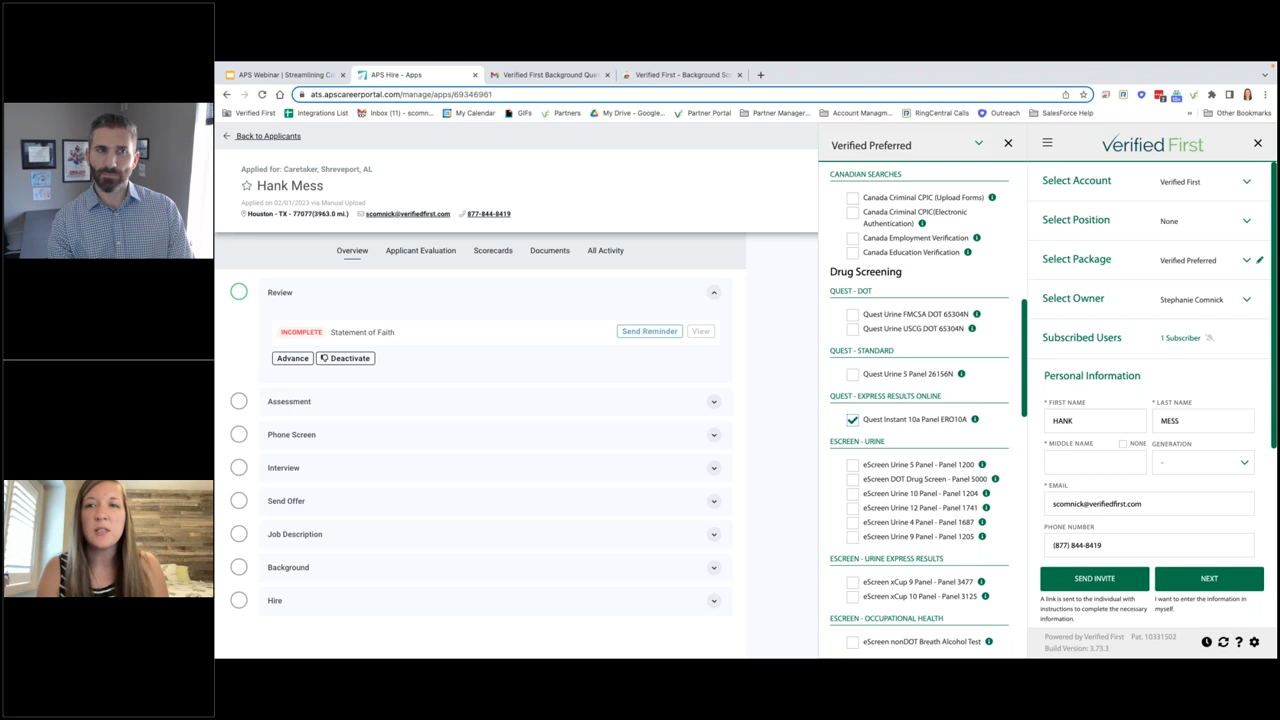 APS Webinar | Streamlining Co
APS Hire - Apps
Verified First Background Que
Verified First - Background Sc
ats.apscareerportal.com/manage/apps/69346961
Verified First
Integrations List
Inbox (11) - scomn...
My Calendar
GIFs
Partners
My Drive - Google...
Partner Portal
Partner Manager...
Account Managm...
RingCentral Calls
Outreach
SalesForce Help
Other Bookmarks
Back to Applicants
Applied for: Caretaker, Shreveport, AL
Hank Mess
Applied on 02/01/2023 via Manual Upload
Houston - TX - 77077(3963.0 mi.) scomnick@verifiedfirst.com 877-844-8419
Overview Applicant Evaluation Scorecards Documents All Activity
Review
INCOMPLETE Statement of Faith Send Reminder View
Advance Deactivate
Assessment
Phone Screen
Interview
Send Offer
Job Description
Background
Hire
Verified Preferred
CANADIAN SEARCHES
Canada Criminal CPIC (Upload Forms)
Canada Criminal CPIC(Electronic
Authentication)
Canada Employment Verification
Canada Education Verification
Drug Screening
QUEST - DOT
Quest Urine FMCSA DOT 65304N
Quest Urine USCG DOT 65304N
QUEST - STANDARD
Quest Urine 5 Panel 26156N
QUEST - EXPRESS RESULTS ONLINE
Quest Instant 10a Panel ERO10A
ESCREEN - URINE
eScreen Urine 5 Panel - Panel 1200
eScreen DOT Drug Screen - Panel 5000
eScreen Urine 10 Panel - Panel 1204
eScreen Urine 12 Panel - Panel 1741
eScreen Urine 4 Panel - Panel 1687
eScreen Urine 9 Panel - Panel 1205
ESCREEN - URINE EXPRESS RESULTS
eScreen xCup 9 Panel - Panel 3477
eScreen xCup 10 Panel - Panel 3125
ESCREEN - OCCUPATIONAL HEALTH
eScreen nonDOT Breath Alcohol Test
verified First
Select Account Verified First
Select Position None
Select Package Verified Preferred
Select Owner Stephanie Comnick
Subscribed Users 1 Subscriber
Personal Information
* FIRST NAME * LAST NAME
HANK MESS
* MIDDLE NAME NONE GENERATION
-
* EMAIL
scomnick@verifiedfirst.com
PHONE NUMBER
(877) 844-8419
SEND INVITE NEXT
A link is sent to the individual with
instructions to complete the necessary
information.
I want to enter the information in
myself.
Powered by Verified First Pat. 10331502
Build Version: 3.73.3